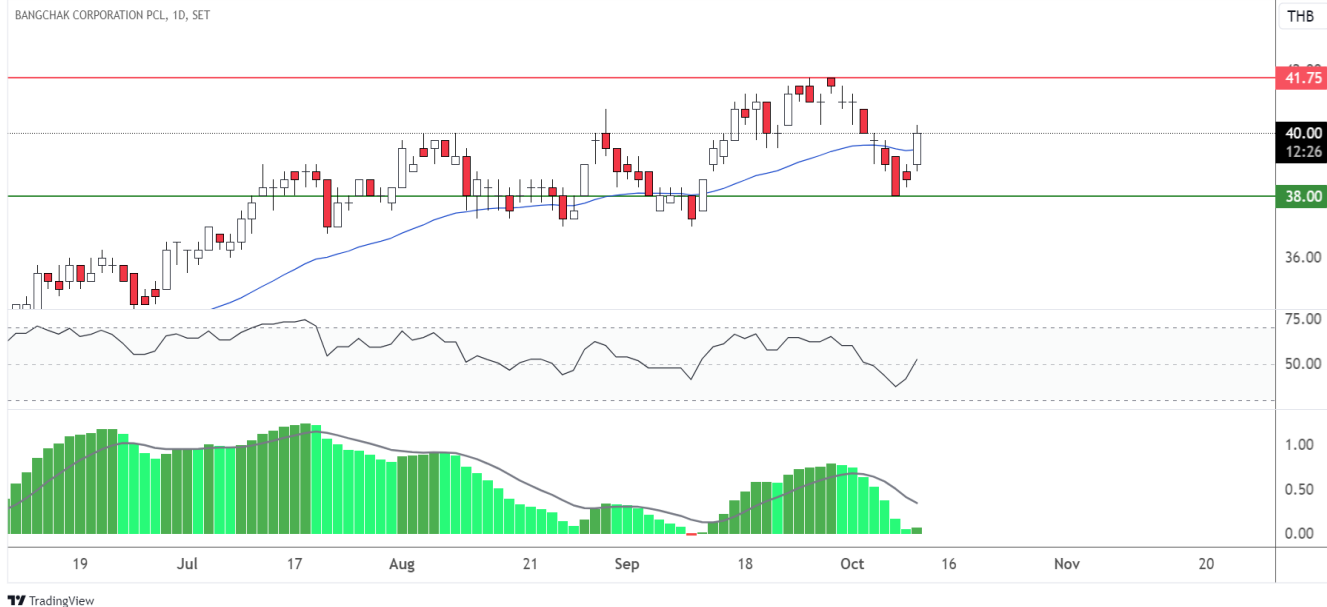 BANGCHAK CORPORATION PCL, 1D, SET
THB
41.75
40.00
12:26
38.00
36.00
75.00
50.00
1.00
0.50
0.00
19 Jul 17 Aug 21 Sep 18 Oct 16 Nov 20
TradingView